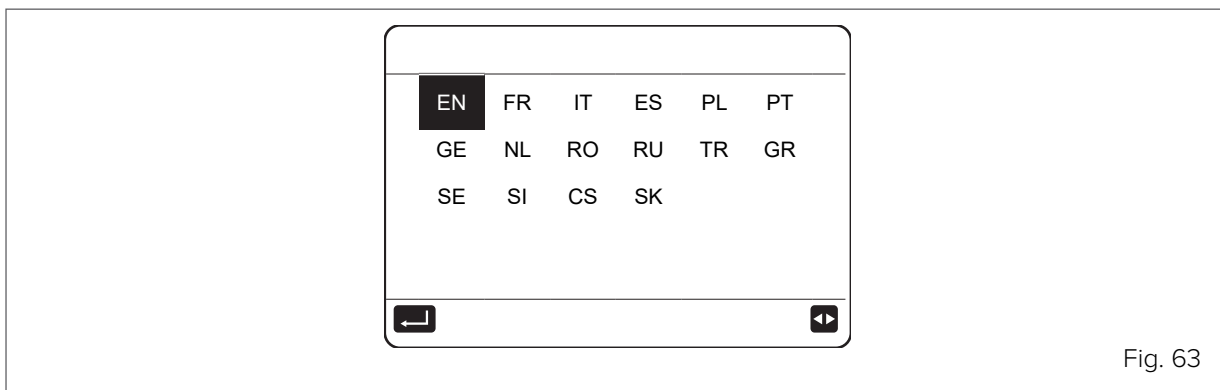 EN FR IT ES PL PT
GE NL RO RU TR GR
SE SI CS SK
Fig. 63